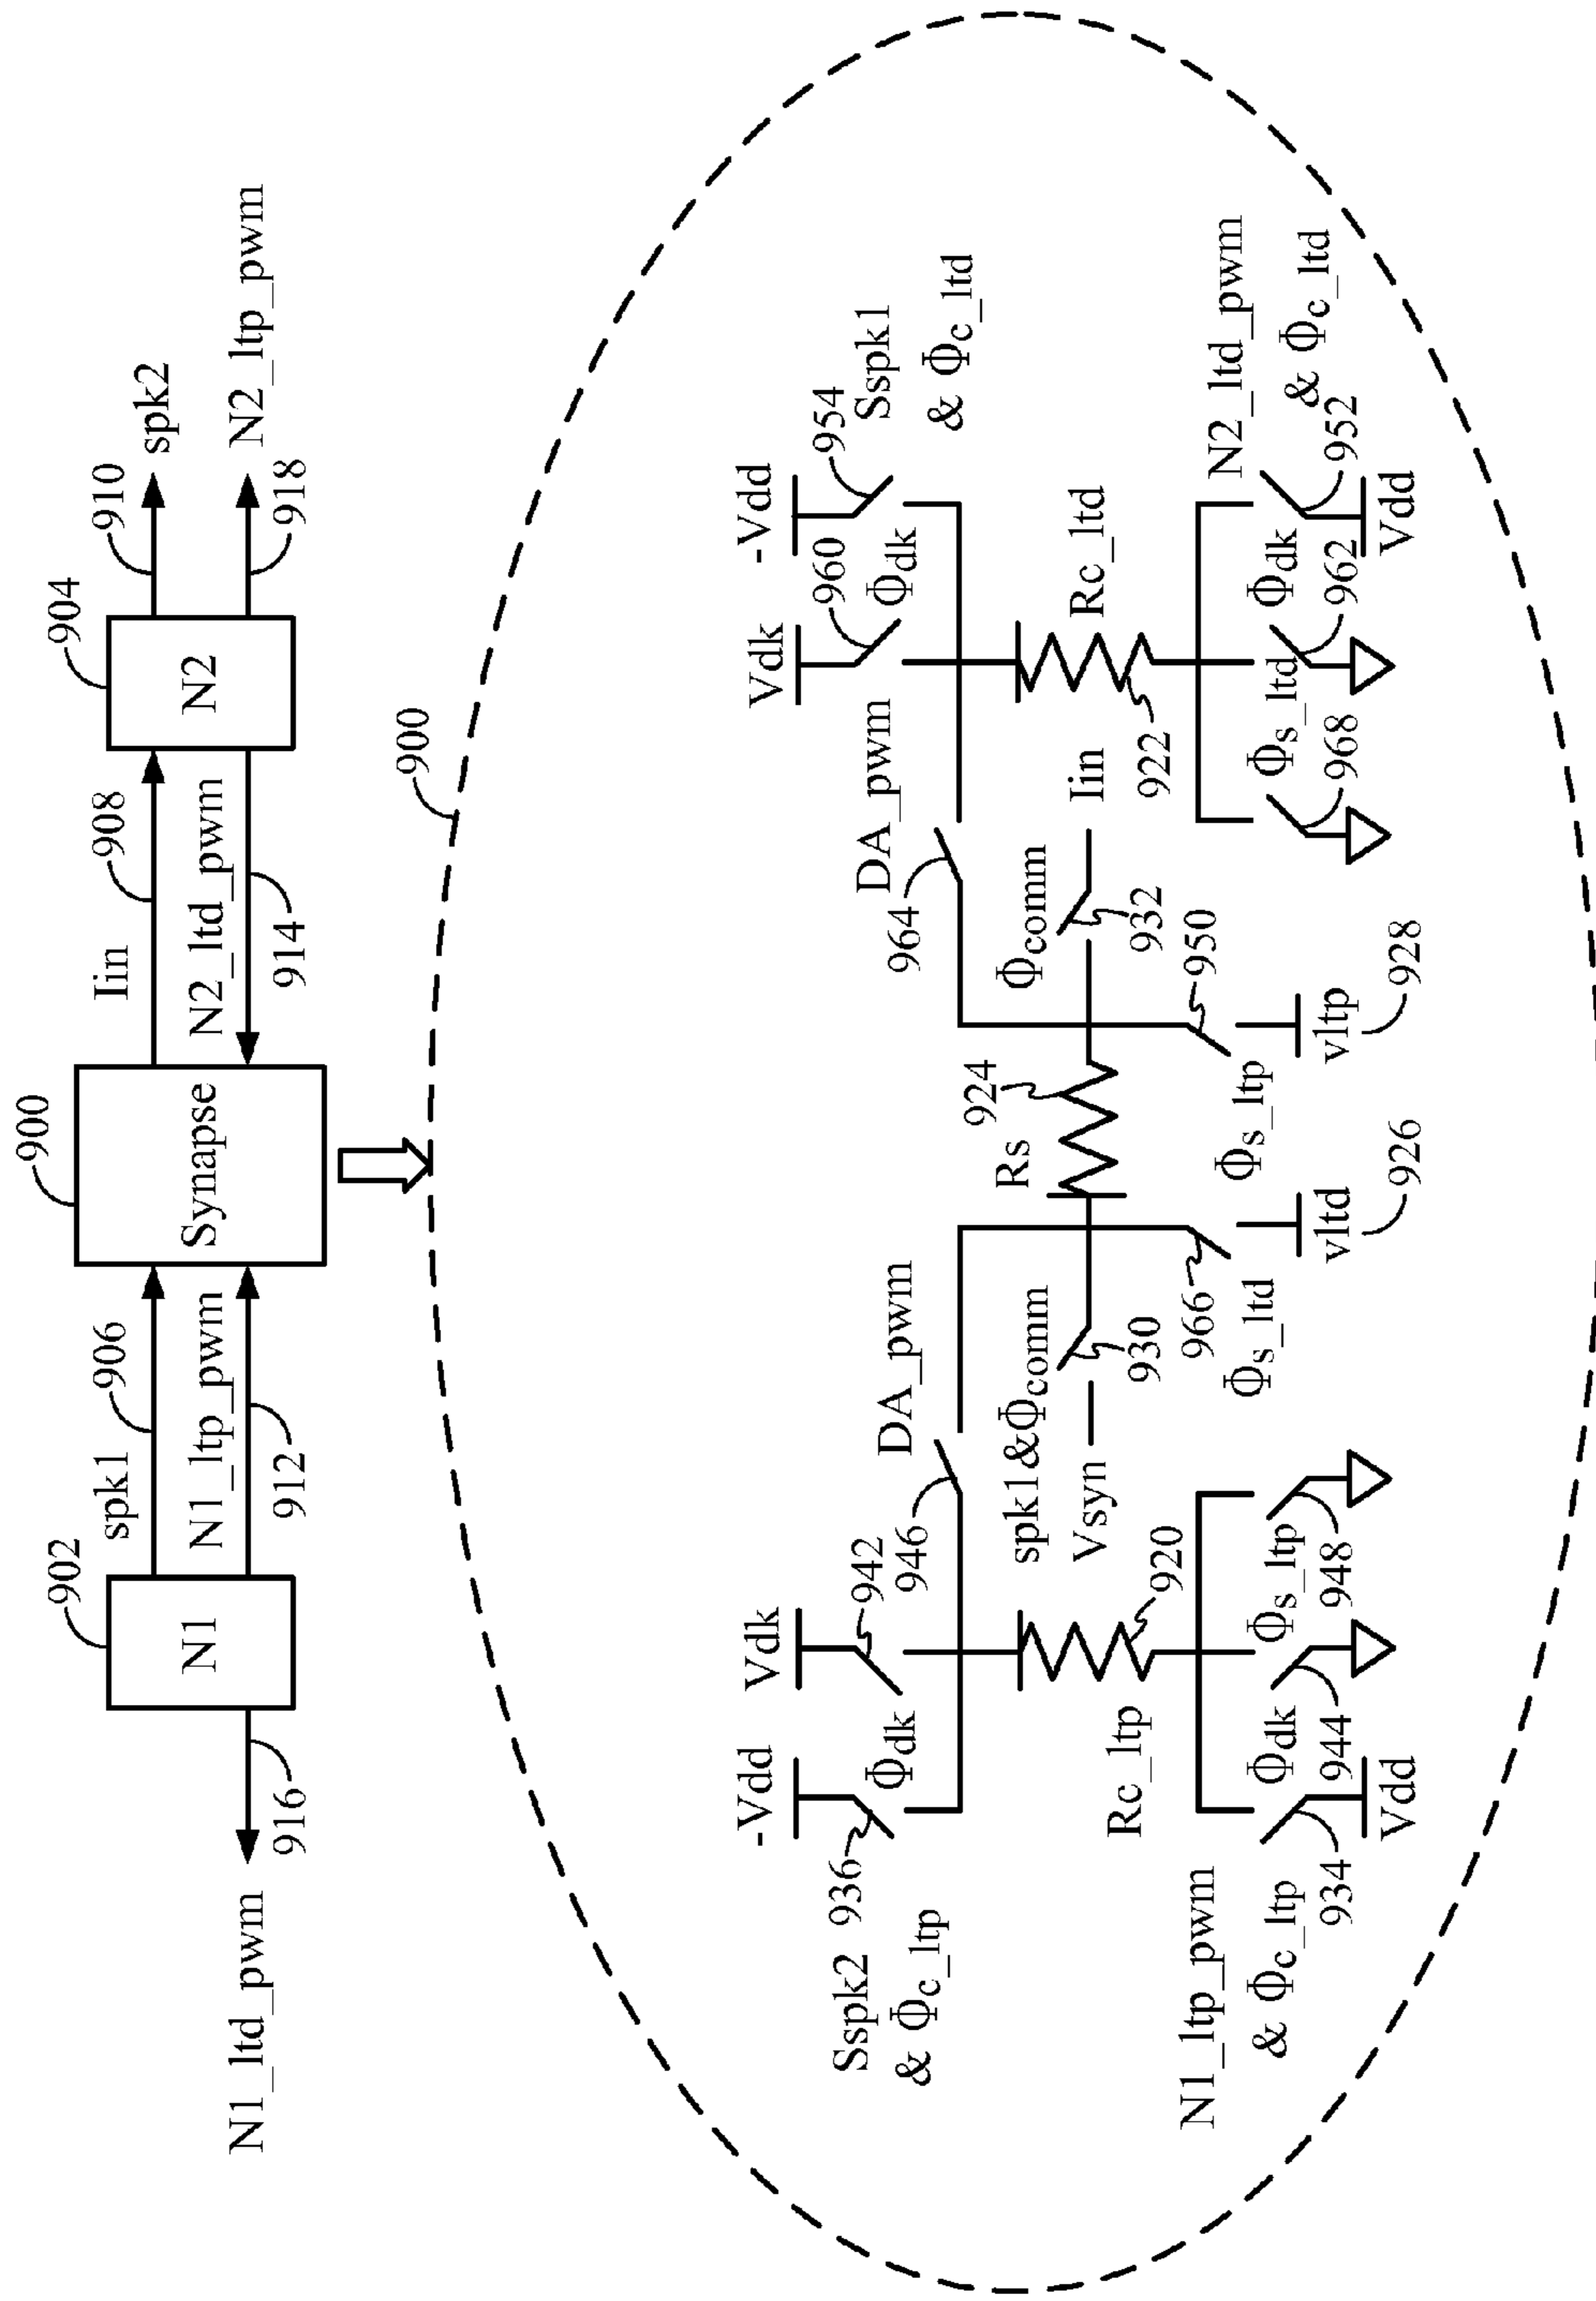 900
902
904
spk1
906
Iin
908
910
spk2
N1
Synapse
N2
N1_ltd_pwm
916
N1_ltp_pwm
912
N2_ltd_pwm
914
918
N2_ltp_pwm
900
-Vdd
Vdk
Vdk
-Vdd
Sspk2
& Φc_ltp
936
Φdk
942
946
DA_pwm
DA_pwm
964
960
Φdk
954
Sspk1
& Φc_ltd
spk1&Φcomm
Vsyn
930
Rs
924
Φcomm
932
Iin
Rc_ltp
920
922
Rc_ltd
966
Φs_ltd
vltd
926
Φs_ltp
950
vltp
928
N1_ltp_pwm
& Φc_ltp
934
Vdd
Φdk
944
Φs_ltp
948
Φs_ltd
968
Φdk
962
N2_ltd_pwm
& Φc_ltd
952
Vdd